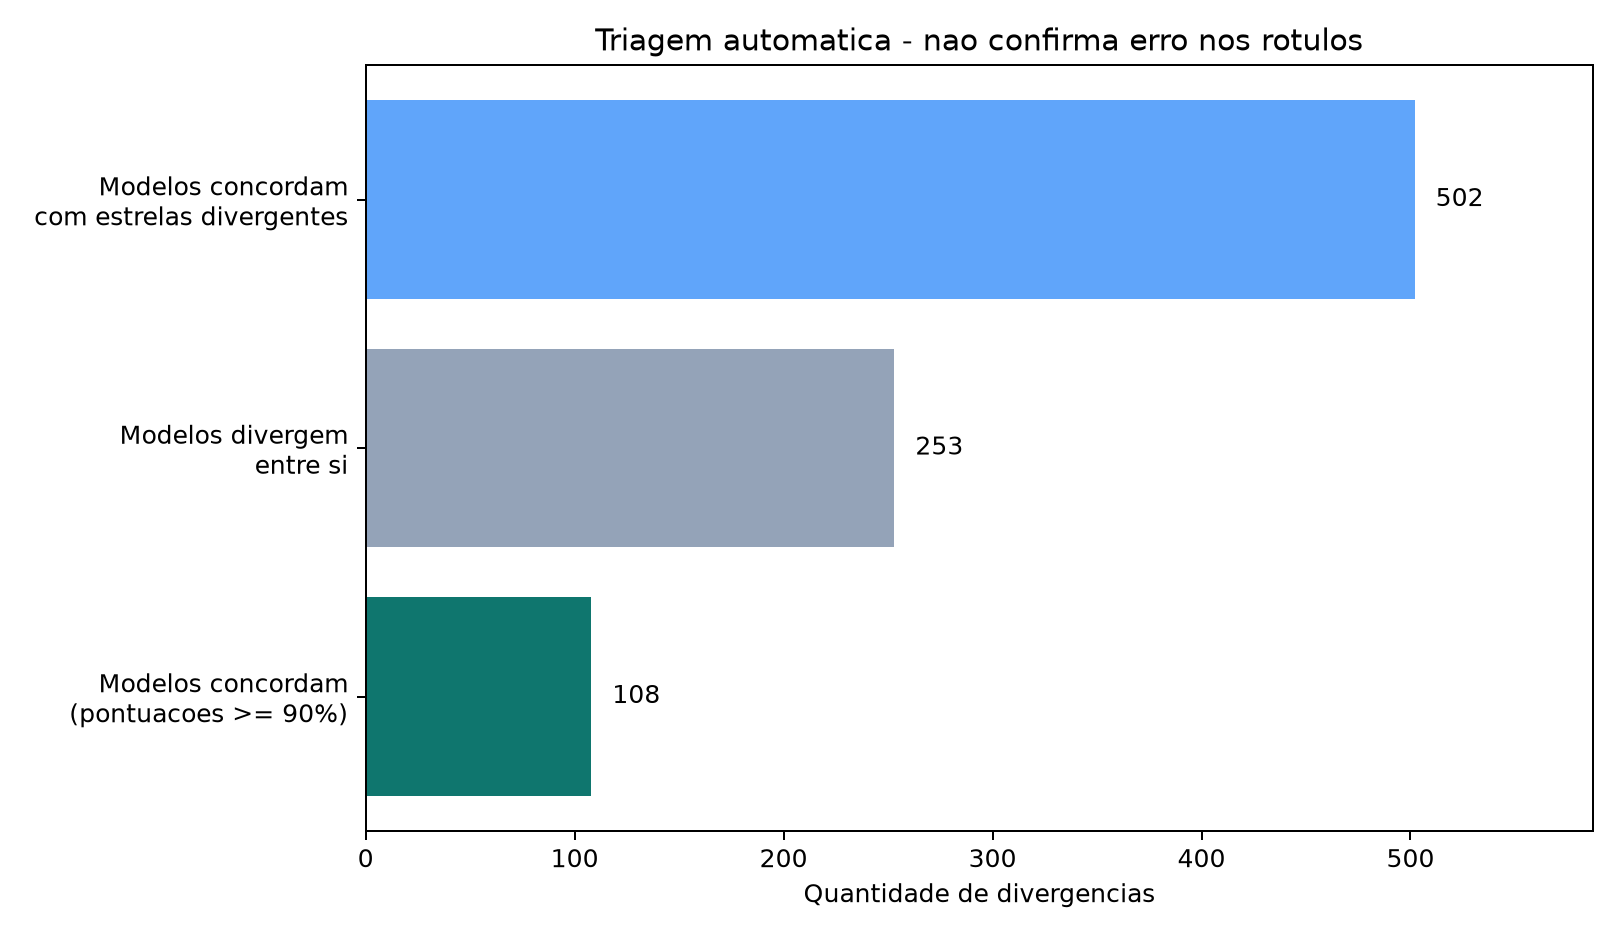 Triagem automatica - nao confirma erro nos rotulos
Modelos concordam
com estrelas divergentes
502
Modelos divergem
entre si
253
Modelos concordam
(pontuacoes >= 90%)
108
0 100 200 300 400 500
Quantidade de divergencias